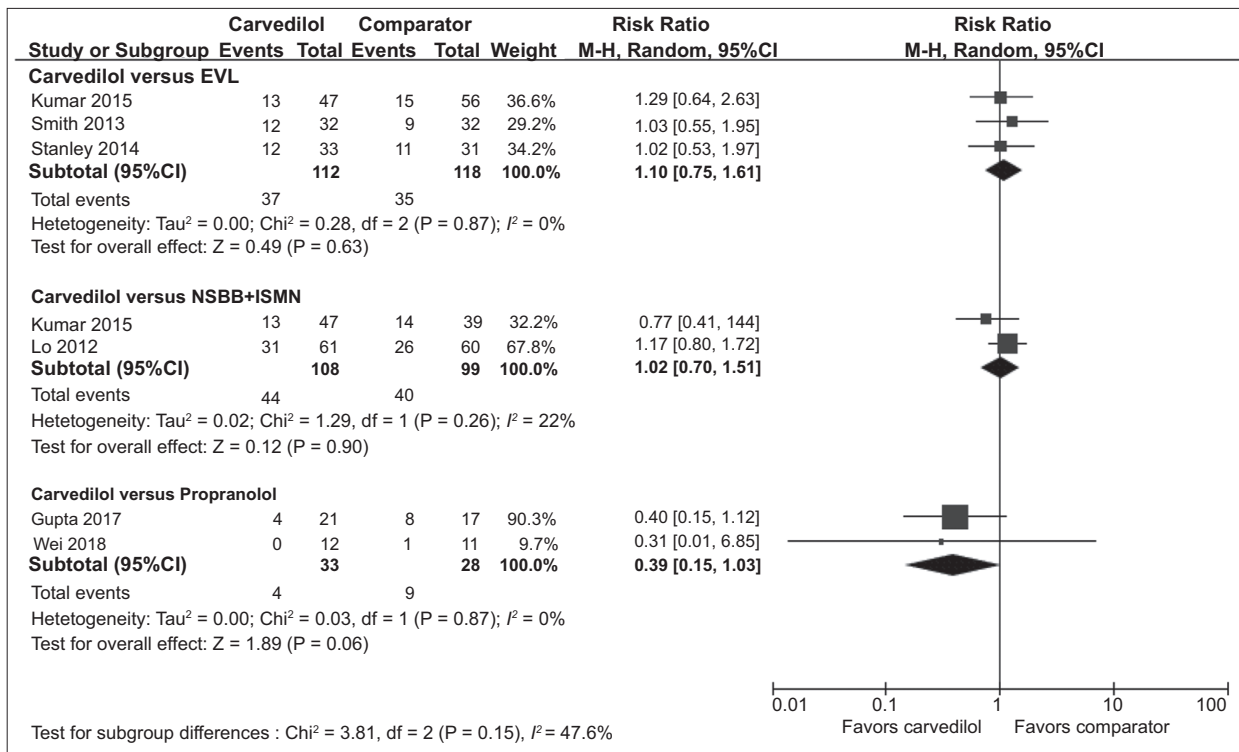 Carvedilol Comparator Risk Ratio Risk Ratio
Study or Subgroup Events Total Events Total Weight M-H, Random, 95%CI M-H, Random, 95%CI
Carvedilol versus EVL
Kumar 2015 13 47 15 56 36.6% 1.29 [0.64, 2.63]
Smith 2013 12 32 9 32 29.2% 1.03 [0.55, 1.95]
Stanley 2014 12 33 11 31 34.2% 1.02 [0.53, 1.97]
Subtotal (95%CI) 112 118 100.0% 1.10 [0.75, 1.61]
Total events 37 35
Hetetogeneity: Tau² = 0.00; Chi² = 0.28, df = 2 (P = 0.87); I² = 0%
Test for overall effect: Z = 0.49 (P = 0.63)
Carvedilol versus NSBB+ISMN
Kumar 2015 13 47 14 39 32.2% 0.77 [0.41, 144]
Lo 2012 31 61 26 60 67.8% 1.17 [0.80, 1.72]
Subtotal (95%CI) 108 99 100.0% 1.02 [0.70, 1.51]
Total events 44 40
Hetetogeneity: Tau² = 0.02; Chi² = 1.29, df = 1 (P = 0.26); I² = 22%
Test for overall effect: Z = 0.12 (P = 0.90)
Carvedilol versus Propranolol
Gupta 2017 4 21 8 17 90.3% 0.40 [0.15, 1.12]
Wei 2018 0 12 1 11 9.7% 0.31 [0.01, 6.85]
Subtotal (95%CI) 33 28 100.0% 0.39 [0.15, 1.03]
Total events 4 9
Hetetogeneity: Tau² = 0.00; Chi² = 0.03, df = 1 (P = 0.87); I² = 0%
Test for overall effect: Z = 1.89 (P = 0.06)
0.01 0.1 1 10 100
Test for subgroup differences : Chi² = 3.81, df = 2 (P = 0.15), I² = 47.6% Favors carvedilol Favors comparator